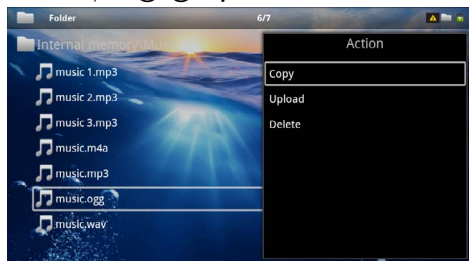 Folder 6/7
Internal memory\Mus
music 1.mp3
music 2.mp3
music 3.mp3
music.m4a
music.mp3
music.ogg
music.wav
Action
Copy
Upload
Delete